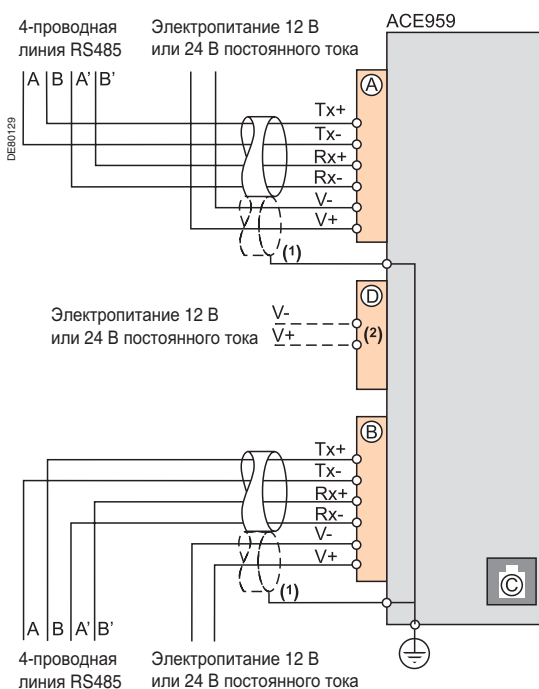 4-проводная
линия RS485
Электропитание 12 В
или 24 В постоянного тока
ACE959
A B A' B'
DE80129
A
Tx+
Tx-
Rx+
Rx-
V-
V+
(1)
D
Электропитание 12 В
или 24 В постоянного тока
V-
V+
(2)
B
Tx+
Tx-
Rx+
Rx-
V-
V+
(1)
C
A B A' B'
4-проводная
линия RS485
Электропитание 12 В
или 24 В постоянного тока